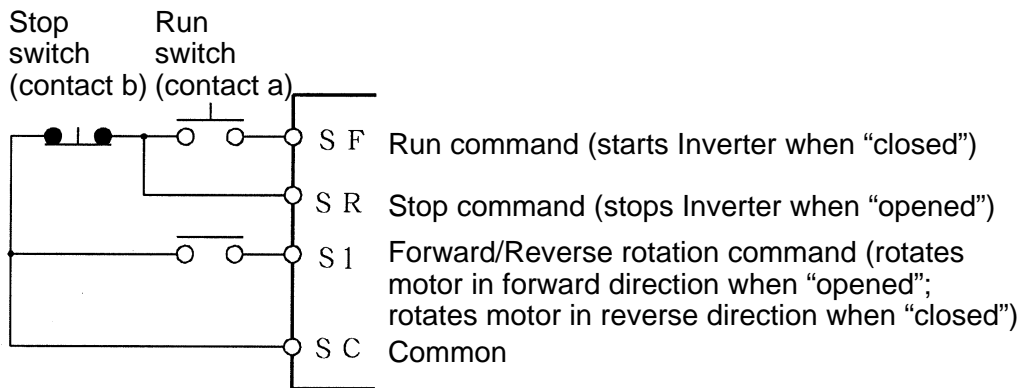 Stop
switch
(contact b)
Run
switch
(contact a)
S F
Run command (starts Inverter when “closed”)
S R
Stop command (stops Inverter when “opened”)
S 1
Forward/Reverse rotation command (rotates
motor in forward direction when “opened”;
rotates motor in reverse direction when “closed”)
S C
Common